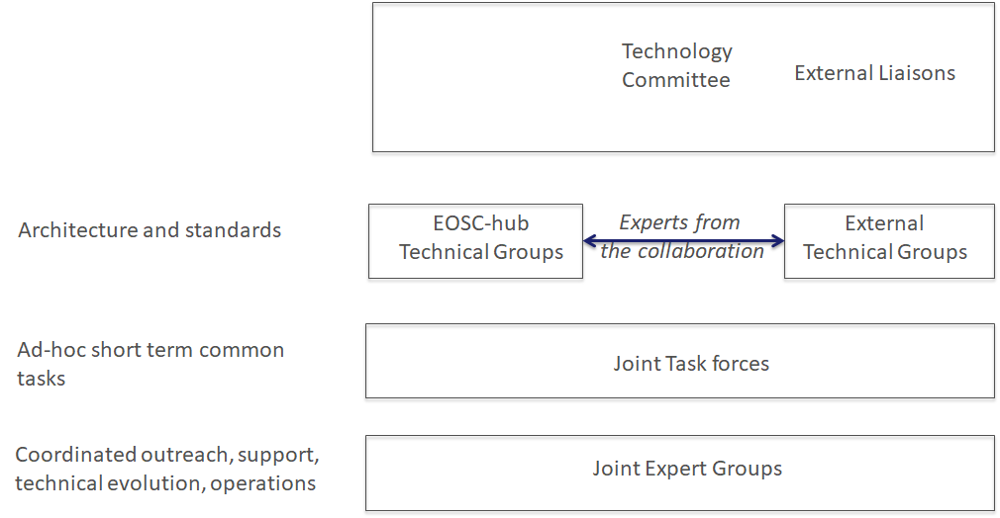 Technology
Committee
External Liaisons
Architecture and standards
EOSC-hub
Technical Groups
Experts from
the collaboration
External
Technical Groups
Ad-hoc short term common
tasks
Joint Task forces
Coordinated outreach, support,
technical evolution, operations
Joint Expert Groups